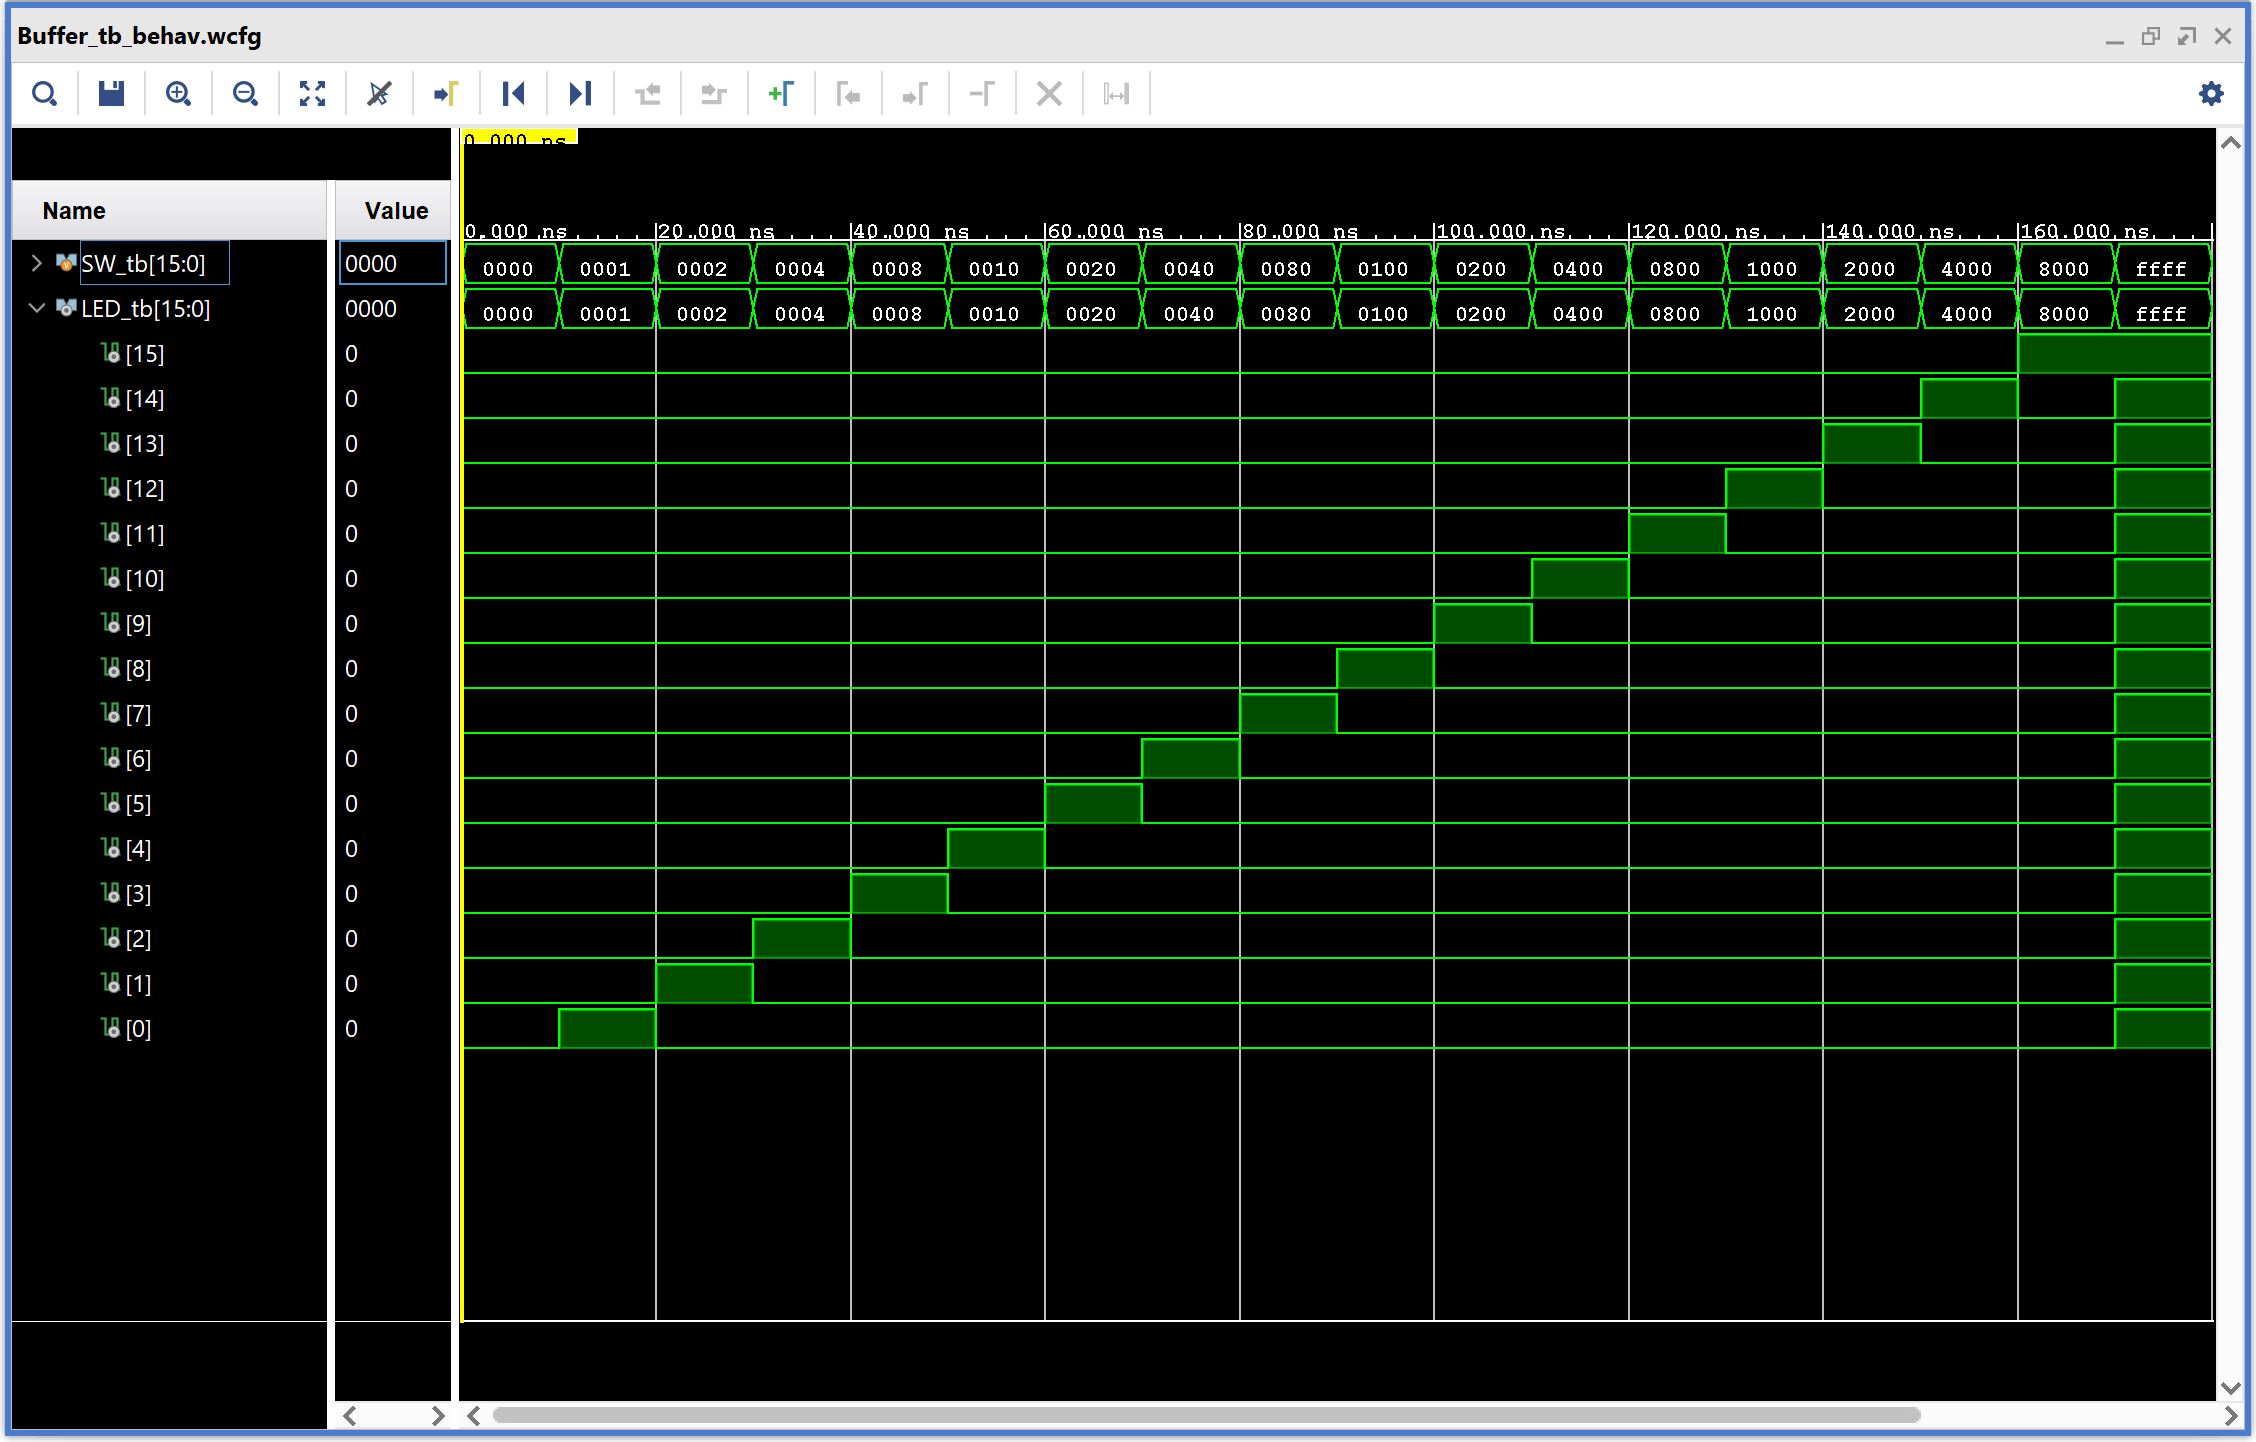 Buffer_tb_behav.wcfg
0.000 ns
Name Value
0.000 ns 20.000 ns 40.000 ns 60.000 ns 80.000 ns 100.000 ns 120.000 ns 140.000 ns 160.000 ns
SW_tb[15:0] 0000 0000 0001 0002 0004 0008 0010 0020 0040 0080 0100 0200 0400 0800 1000 2000 4000 8000 ffff
LED_tb[15:0] 0000 0000 0001 0002 0004 0008 0010 0020 0040 0080 0100 0200 0400 0800 1000 2000 4000 8000 ffff
[15] 0
[14] 0
[13] 0
[12] 0
[11] 0
[10] 0
[9] 0
[8] 0
[7] 0
[6] 0
[5] 0
[4] 0
[3] 0
[2] 0
[1] 0
[0] 0